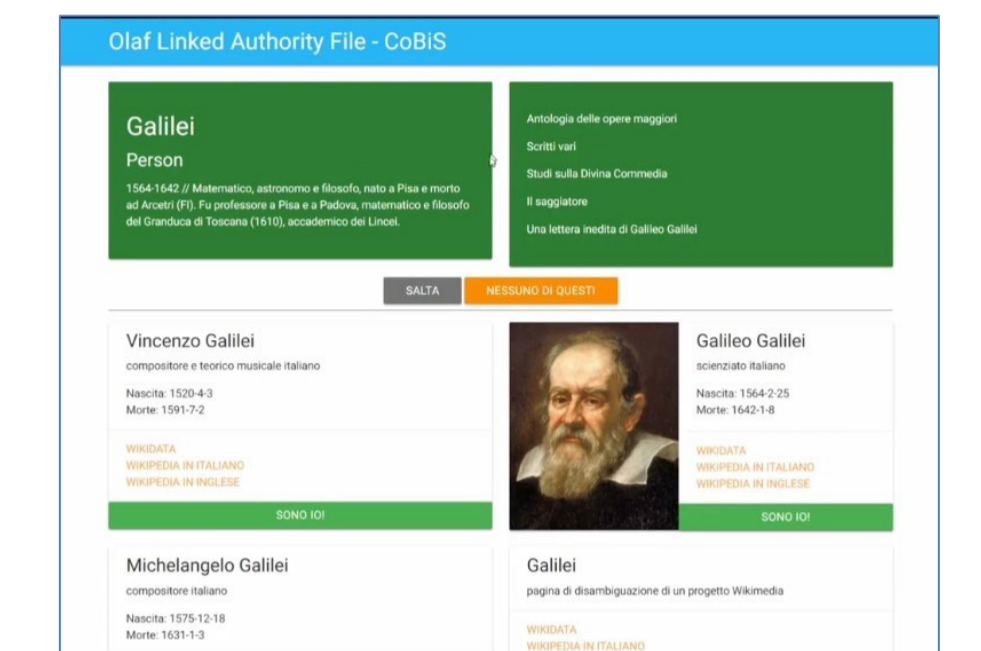 Olaf Linked Authority File - CoBiS
Galilei
Person
1564-1642 // Matematico, astronomo e filosofo, nato a Pisa e morto
ad Arcetri (FI). Fu professore a Pisa e a Padova, matematico e filosofo
del Granduca di Toscana (1610), accademico dei Lincei.
Antologia delle opere maggiori
Scritti vari
Studi sulla Divina Commedia
Il saggiatore
Una lettera inedita di Galileo Galilei
SALTA
NESSUNO DI QUESTI
Vincenzo Galilei
compositore e teorico musicale italiano
Nascita: 1520-4-3
Morte: 1591-7-2
WIKIDATA
WIKIPEDIA IN ITALIANO
WIKIPEDIA IN INGLESE
SONO IO!
Galileo Galilei
scienziato italiano
Nascita: 1564-2-25
Morte: 1642-1-8
WIKIDATA
WIKIPEDIA IN ITALIANO
WIKIPEDIA IN INGLESE
SONO IO!
Michelangelo Galilei
compositore italiano
Nascita: 1575-12-18
Morte: 1631-1-3
Galilei
pagina di disambiguazione di un progetto Wikimedia
WIKIDATA
WIKIPEDIA IN ITALIANO